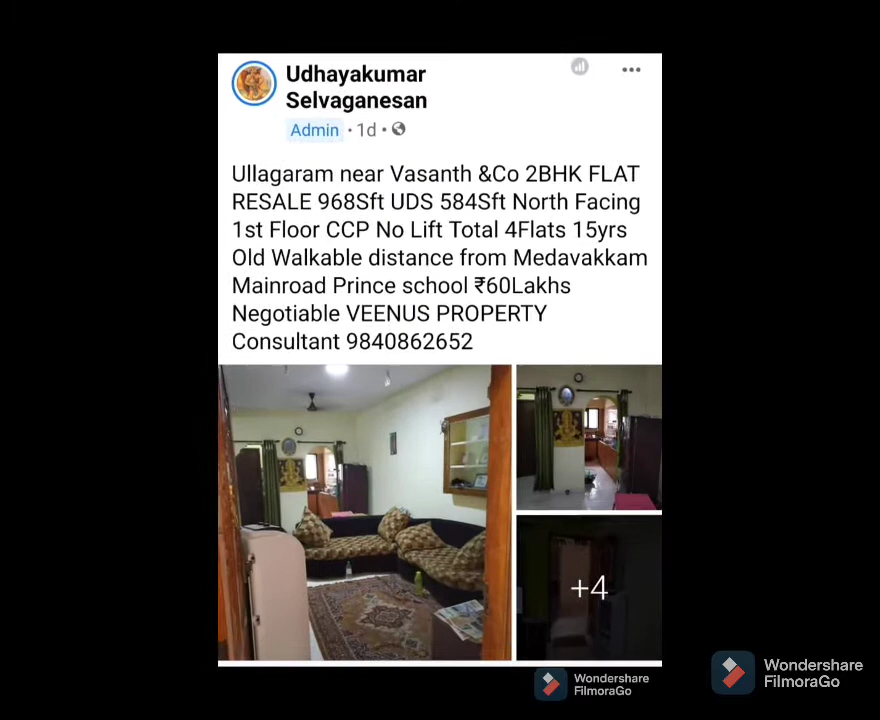 Udhayakumar
Selvaganesan
Admin · 1d ·
Ullagaram near Vasanth &Co 2BHK FLAT
RESALE 968Sft UDS 584Sft North Facing
1st Floor CCP No Lift Total 4Flats 15yrs
Old Walkable distance from Medavakkam
Mainroad Prince school ₹60Lakhs
Negotiable VEENUS PROPERTY
Consultant 9840862652
+4
Wondershare
FilmoraGo
Wondershare
FilmoraGo